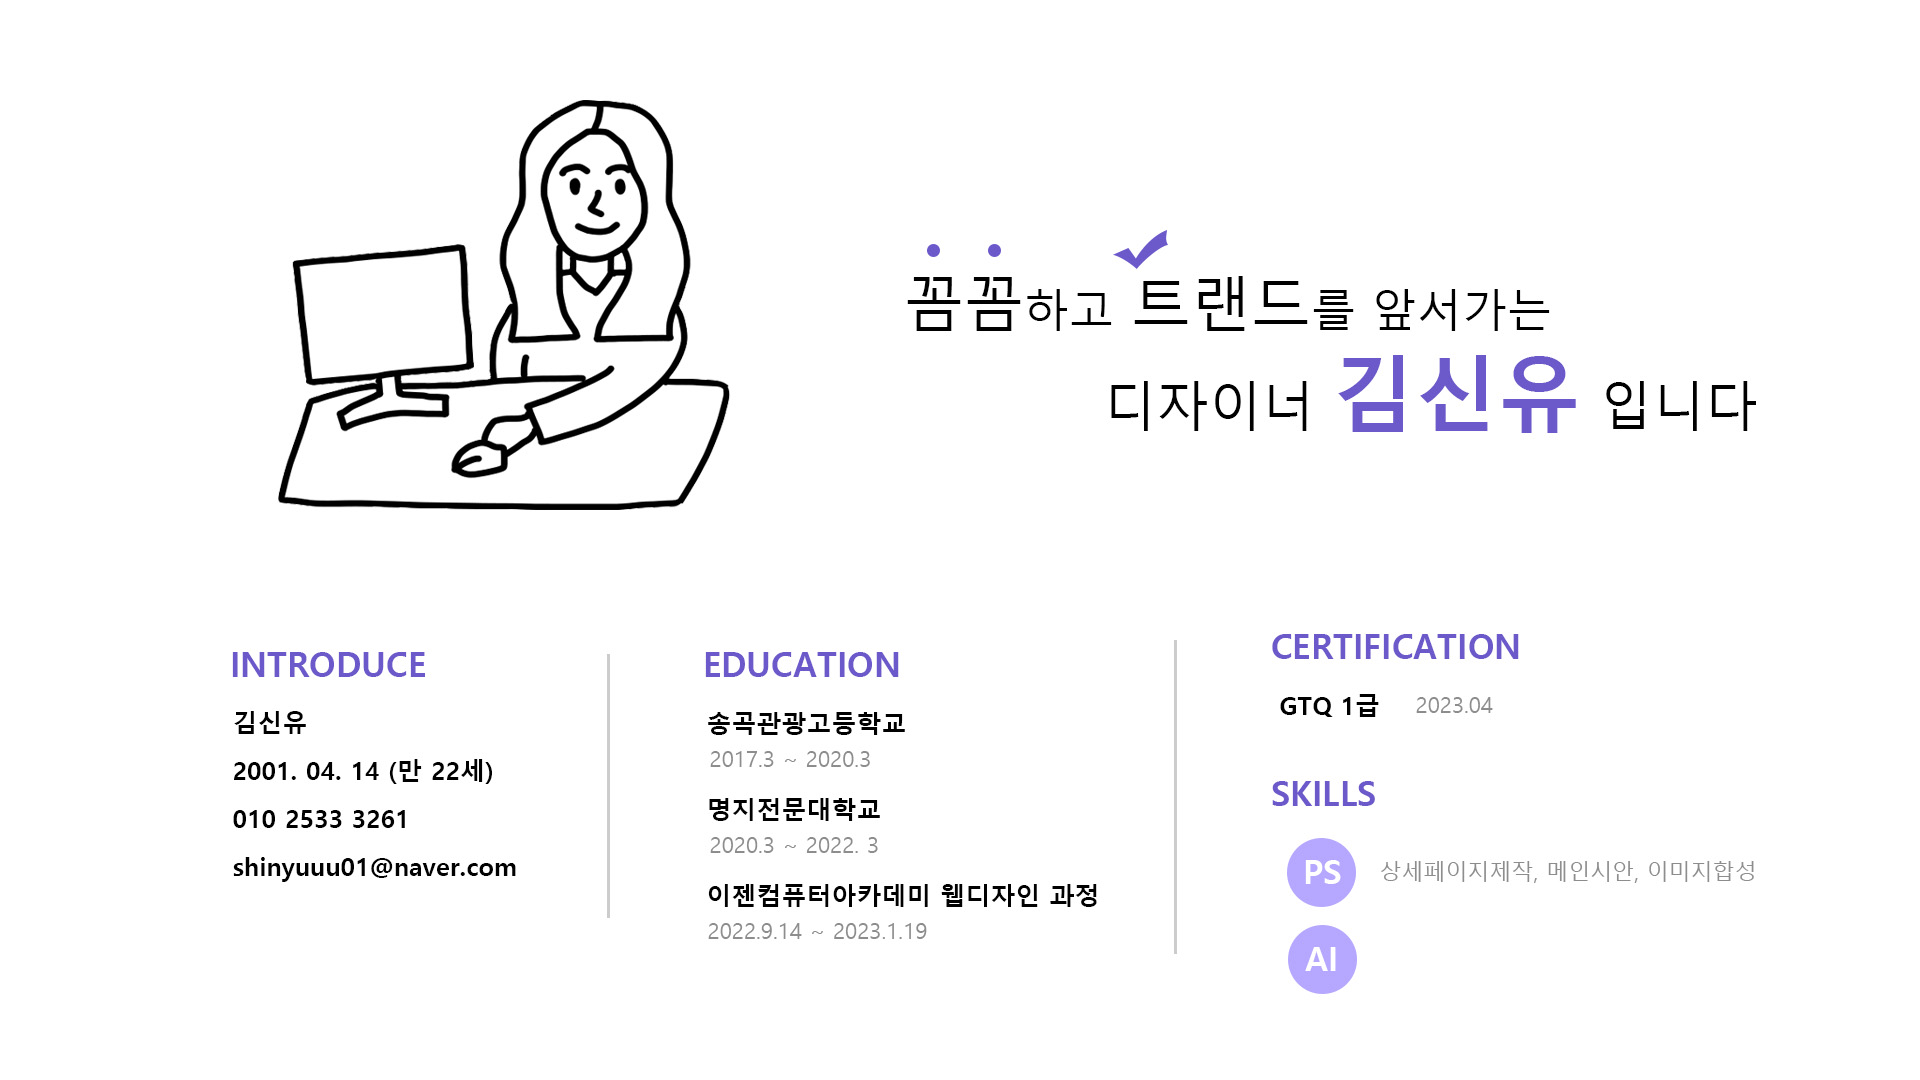 꼼꼼하고 트랜드를 앞서가는
디자이너 김신유 입니다
INTRODUCE
김신유
2001. 04. 14 (만 22세)
010 2533 3261
shinyuuu01@naver.com
EDUCATION
송곡관광고등학교
2017.3 ~ 2020.3
명지전문대학교
2020.3 ~ 2022. 3
이젠컴퓨터아카데미 웹디자인 과정
2022.9.14 ~ 2023.1.19
CERTIFICATION
GTQ 1급 2023.04
SKILLS
PS 상세페이지제작, 메인시안, 이미지합성
AI